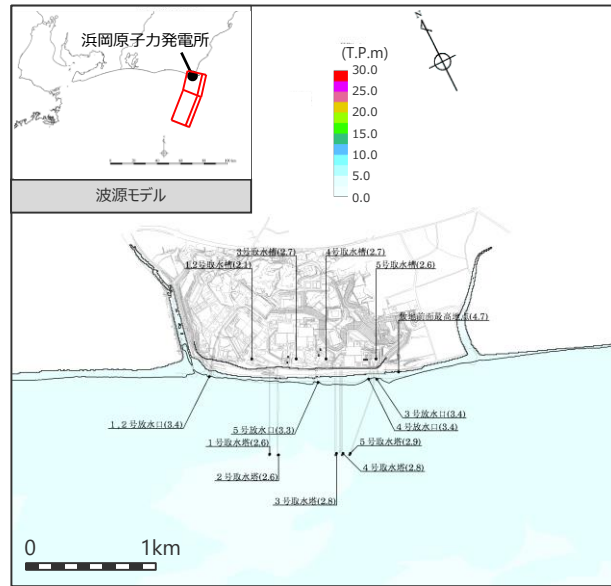 浜岡原子力発電所
波源モデル
(T.P.m)
30.0
25.0
20.0
15.0
10.0
5.0
0.0
3号取水槽(2.7)
4号取水槽(2.7)
1,2号取水槽(2.1)
5号取水槽(2.6)
敷地前面最高地点(4.7)
1,2号放水口(3.4)
5号放水口(3.3)
3号放水口(3.4)
4号放水口(3.4)
1号取水塔(2.6)
5号取水塔(2.9)
2号取水塔(2.6)
4号取水塔(2.8)
3号取水塔(2.8)
0 1km